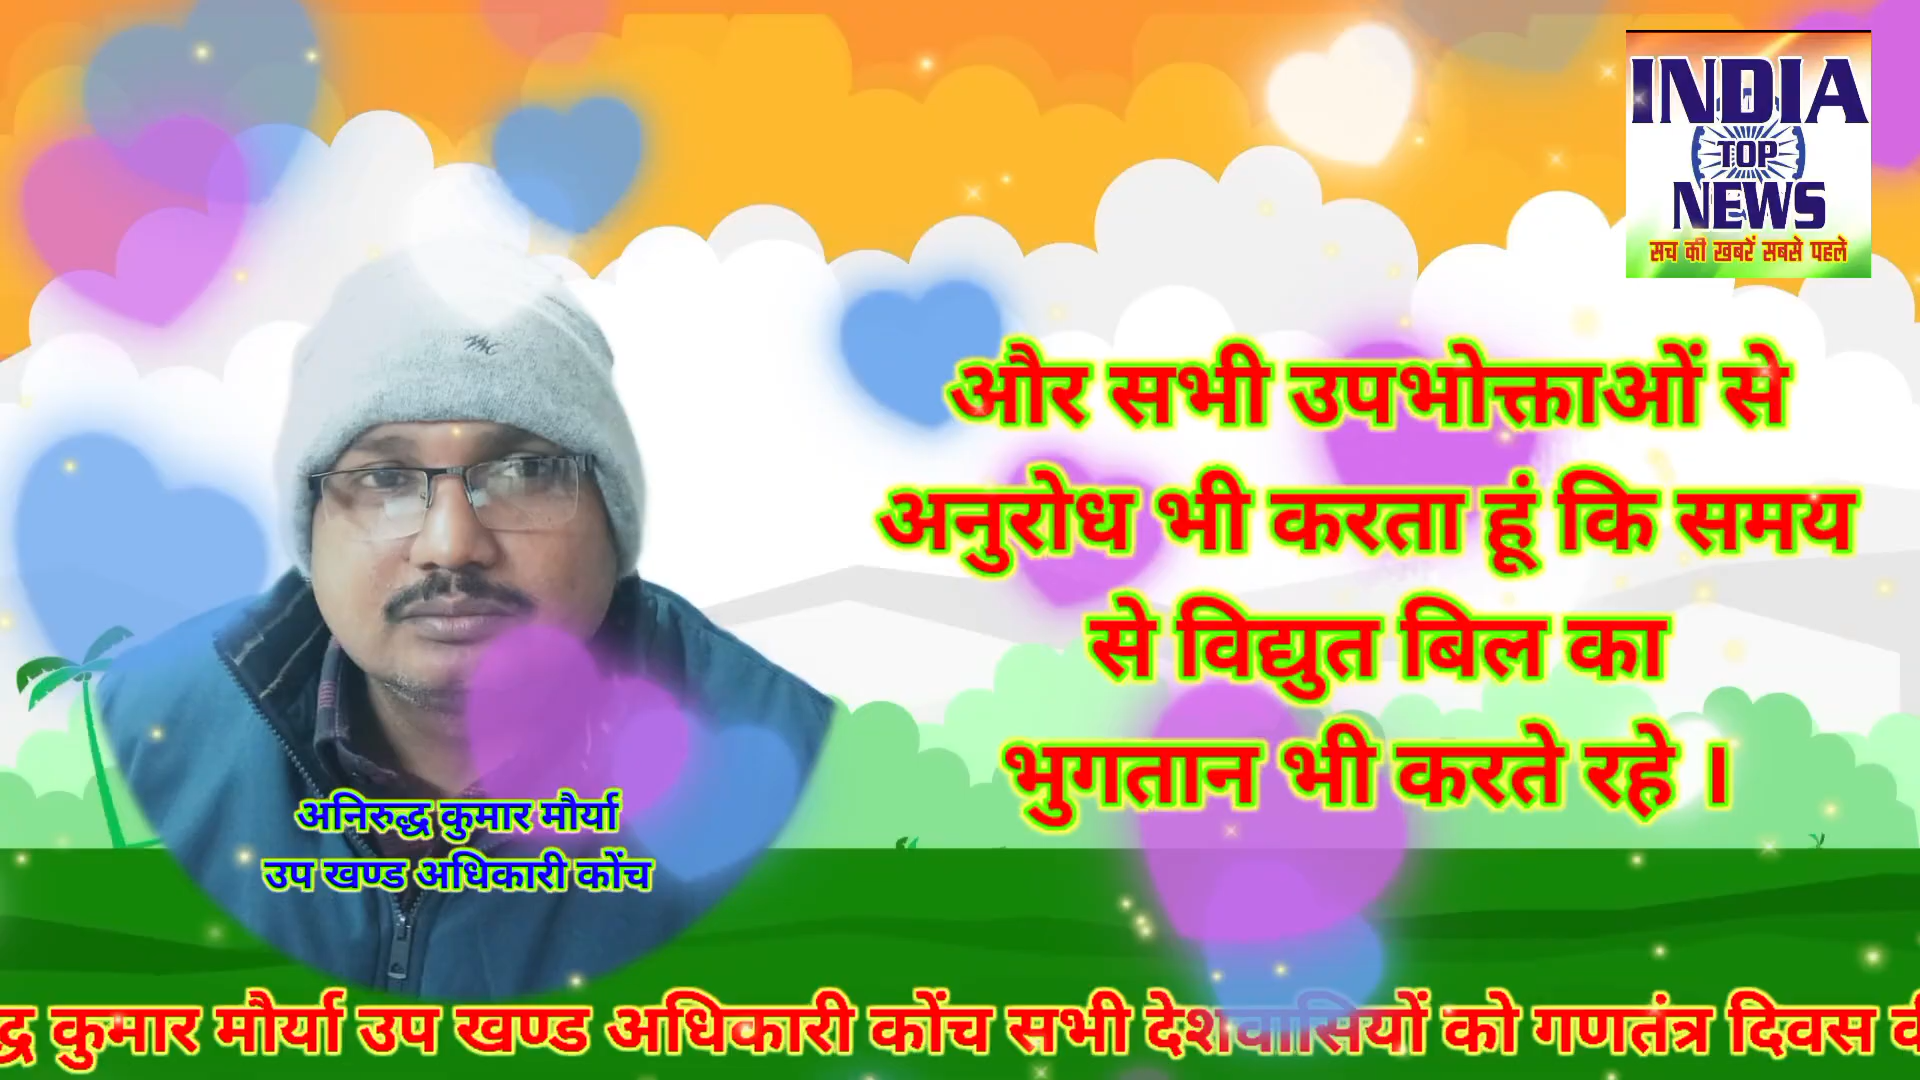 INDIA
TOP
NEWS
सच की खबरें सबसे पहले
और सभी उपभोक्ताओं से
अनुरोध भी करता हूं कि समय
से विद्युत बिल का
भुगतान भी करते रहे ।
अनिरुद्ध कुमार मौर्या
उप खण्ड अधिकारी कोंच
कुमार मौर्या उप खण्ड अधिकारी कोंच सभी देशवासियों को गणतंत्र दिवस